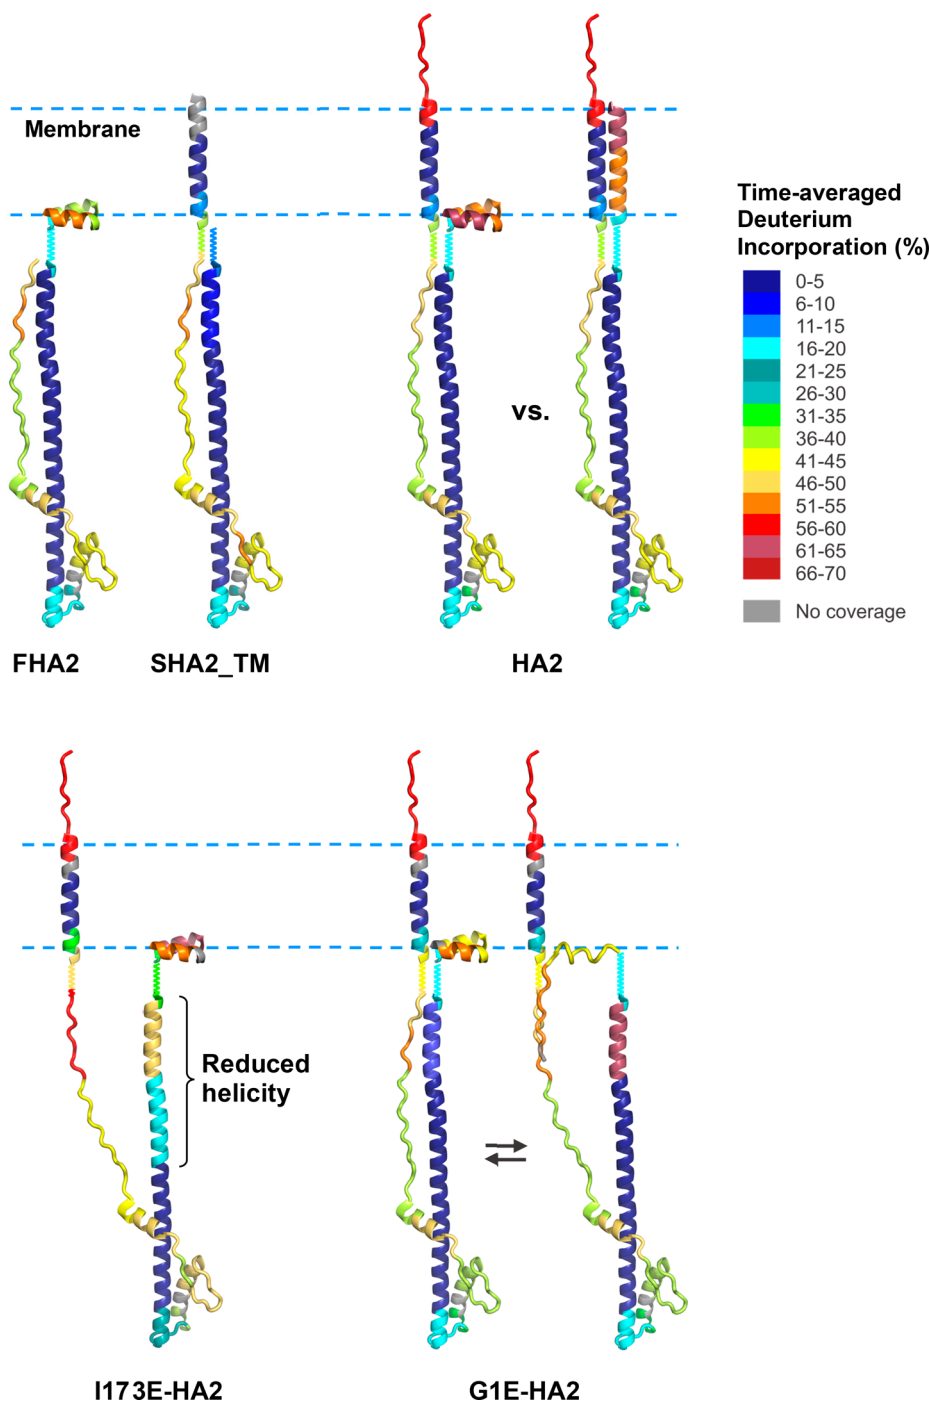 Membrane
Time-averaged
Deuterium
Incorporation (%)
0-5
6-10
11-15
16-20
21-25
26-30
31-35
36-40
41-45
46-50
51-55
56-60
61-65
66-70
No coverage
vs.
FHA2
SHA2_TM
HA2
Reduced
helicity
I173E-HA2
G1E-HA2